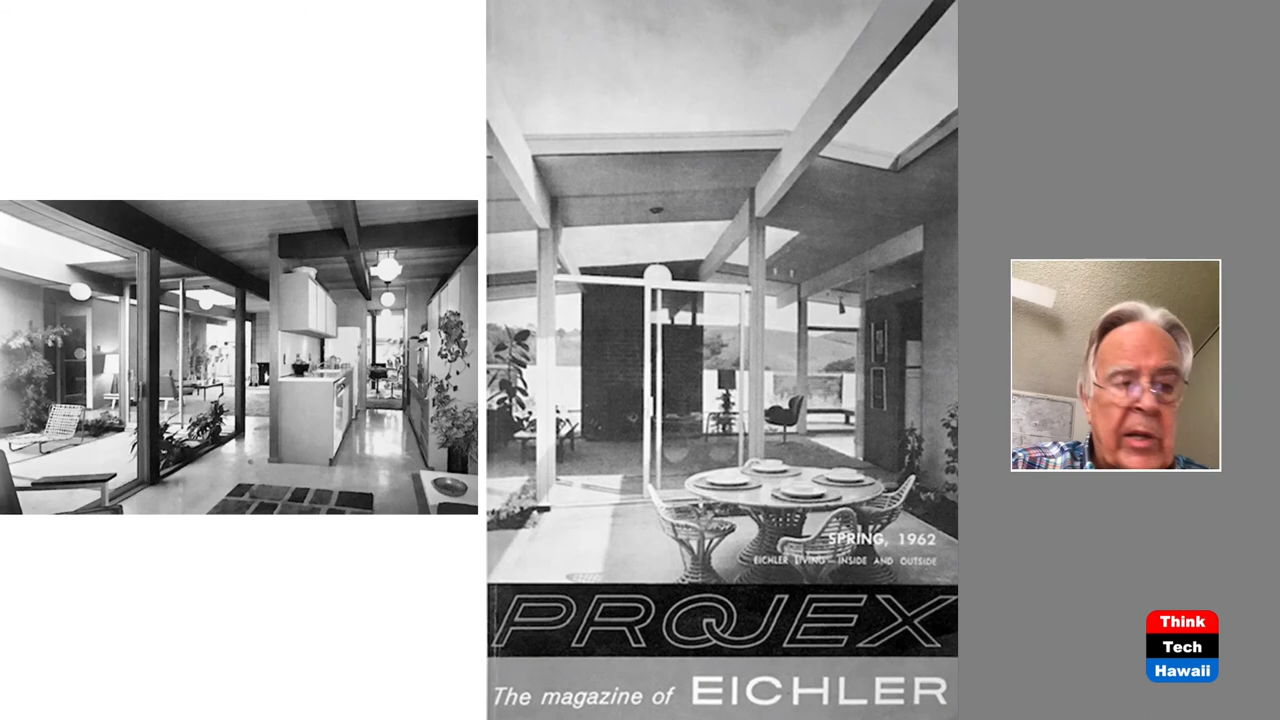 SPRING, 1962
EICHLER LIVING — INSIDE AND OUTSIDE
PROJEX
The magazine of EICHLER
Think
Tech
Hawaii